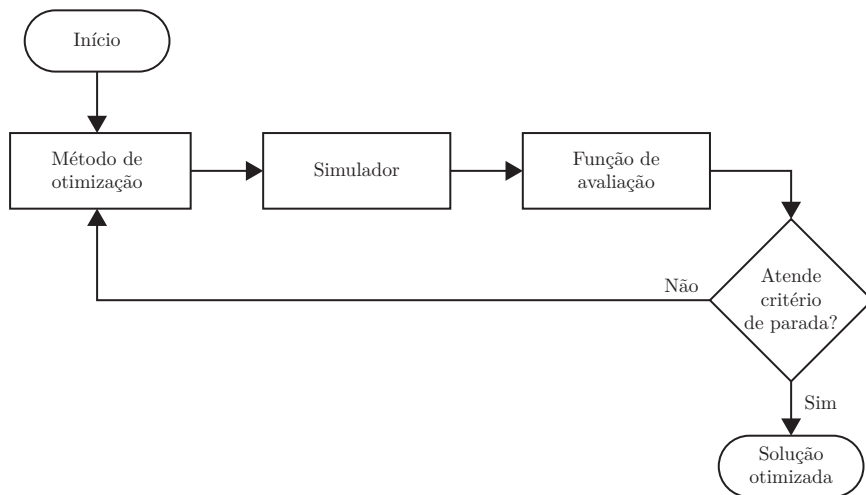 Início
Método de
otimização
Simulador
Função de
avaliação
Atende
critério
de parada?
Não
Sim
Solução
otimizada